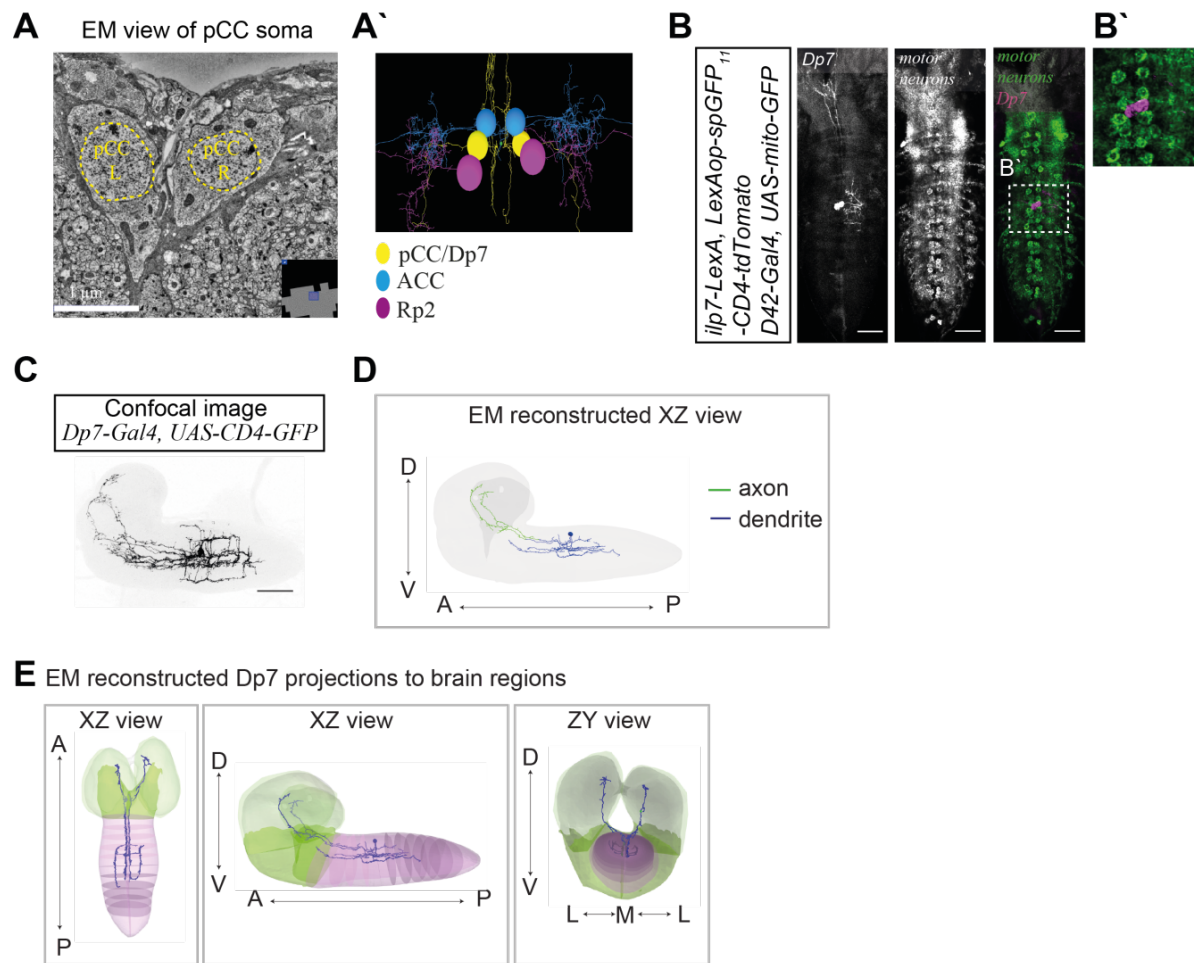 A
EM view of pCC soma
pCC
L
pCC
R
1 µm
A`
pCC/Dp7
ACC
Rp2
B
ilp7-LexA, LexAop-spGFP11
-CD4-tdTomato
D42-Gal4, UAS-mito-GFP
Dp7
motor
neurons
motor
neurons
Dp7
B`
B`
C
Confocal image
Dp7-Gal4, UAS-CD4-GFP
D
EM reconstructed XZ view
D
V
A
P
axon
dendrite
E EM reconstructed Dp7 projections to brain regions
XZ view
A
P
XZ view
D
V
A
P
ZY view
D
V
L
M
L